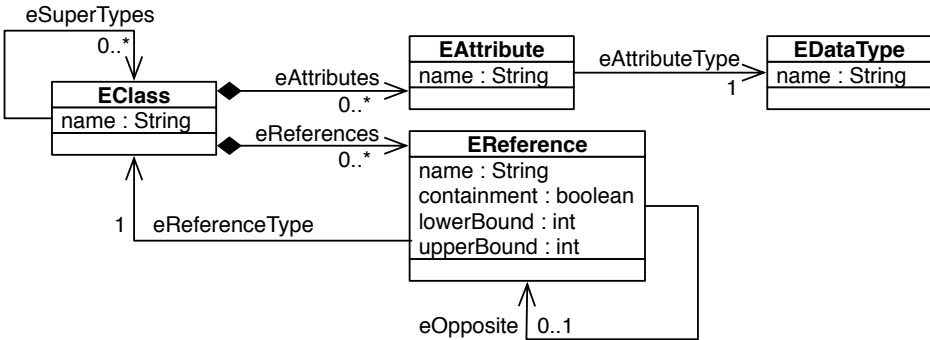 eSuperTypes
0..*
EClass
name : String
eAttributes
0..*
EAttribute
name : String
eAttributeType
1
EDataType
name : String
eReferences
0..*
EReference
name : String
containment : boolean
lowerBound : int
upperBound : int
1
eReferenceType
eOpposite
0..1